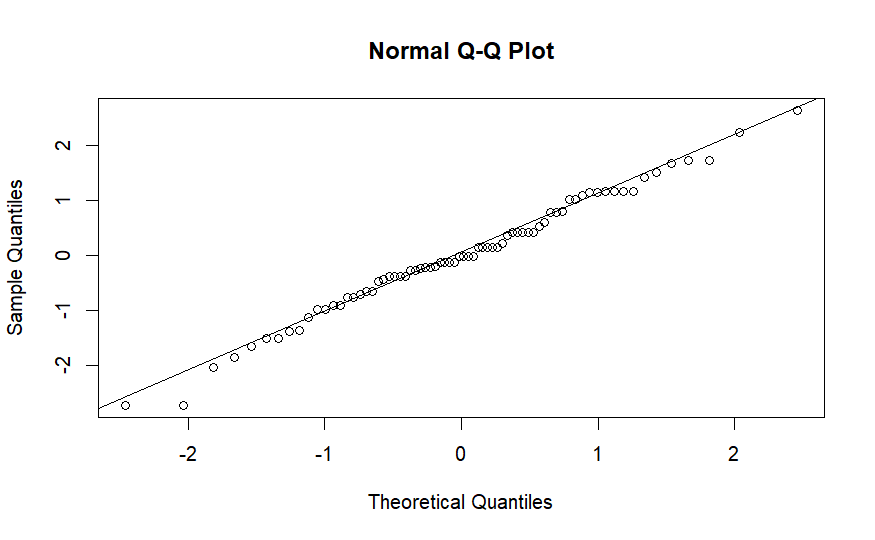 Normal Q-Q Plot
Sample Quantiles
2
1
0
-1
-2
-2 -1 0 1 2
Theoretical Quantiles